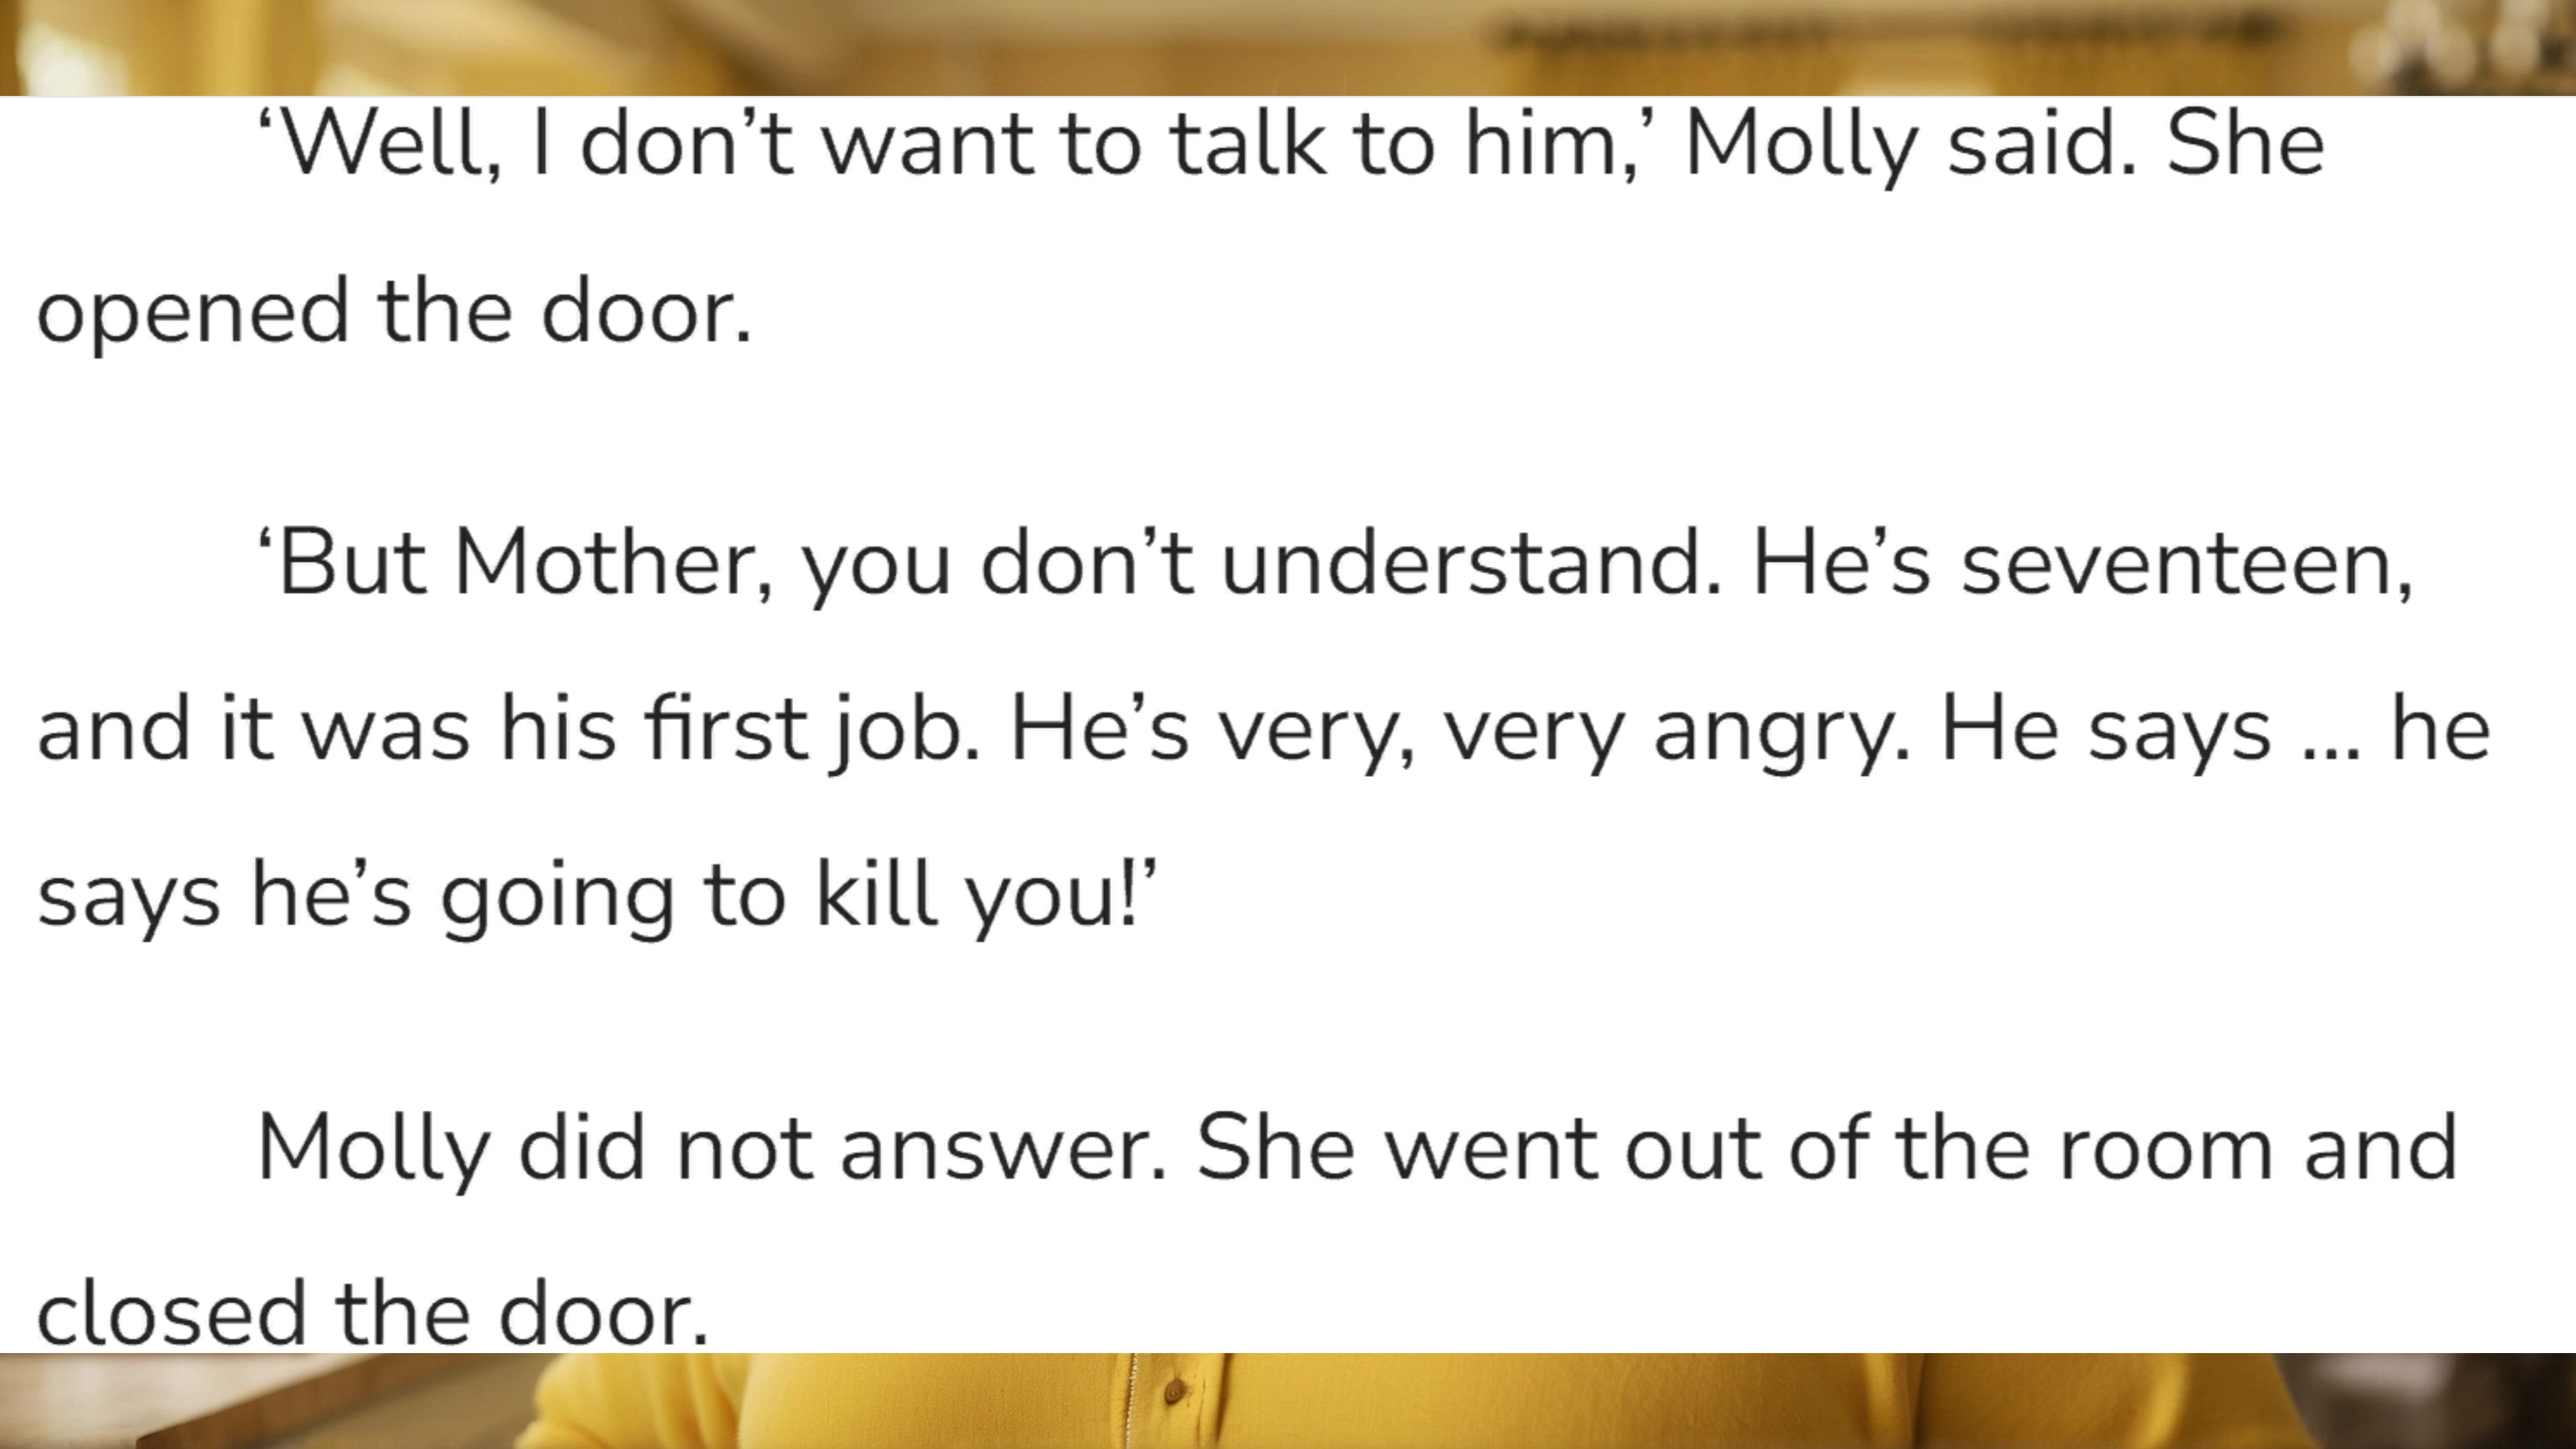 ‘Well, I don’t want to talk to him,’ Molly said. She
opened the door.
‘But Mother, you don’t understand. He’s seventeen,
and it was his first job. He’s very, very angry. He says ... he
says he’s going to kill you!’
Molly did not answer. She went out of the room and
closed the door.